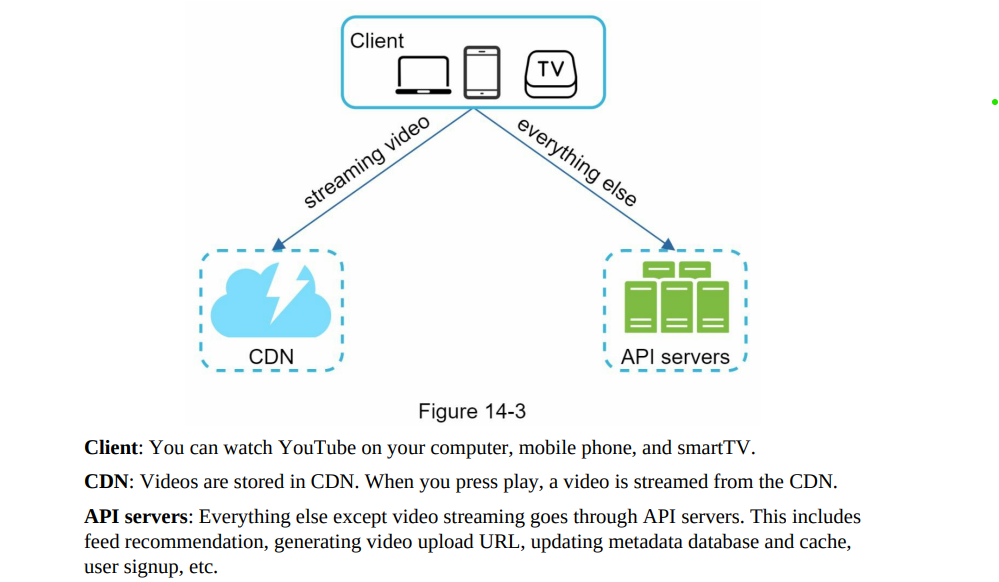 Client
TV
streaming video
everything else
CDN
API servers
Figure 14-3
Client: You can watch YouTube on your computer, mobile phone, and smartTV.
CDN: Videos are stored in CDN. When you press play, a video is streamed from the CDN.
API servers: Everything else except video streaming goes through API servers. This includes
feed recommendation, generating video upload URL, updating metadata database and cache,
user signup, etc.